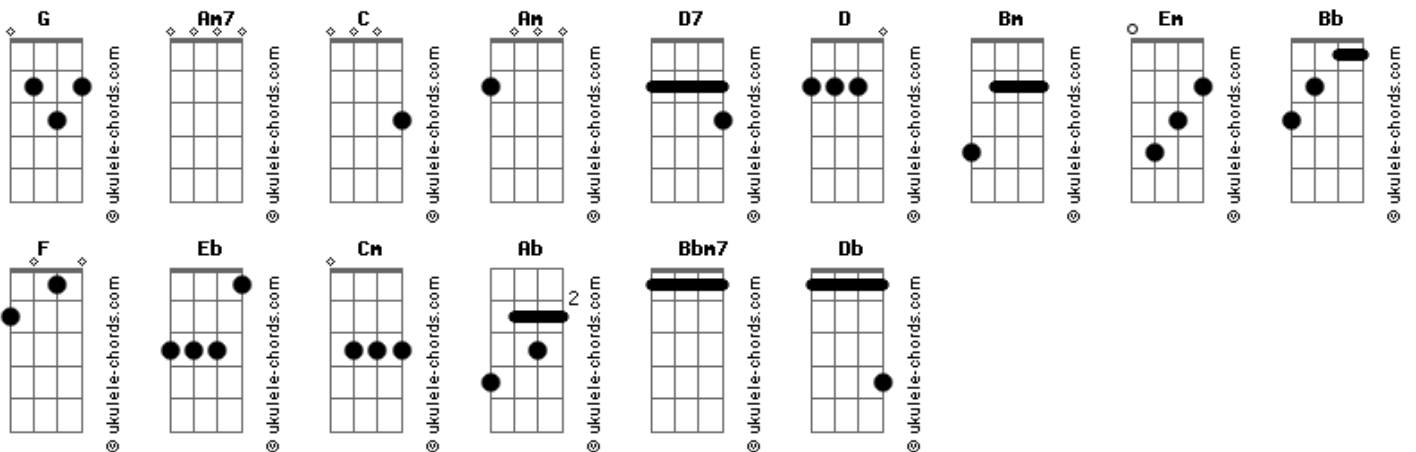 G Am7 C Am D7 D Bm Em Bb
© ukulele-chords.com © ukulele-chords.com © ukulele-chords.com © ukulele-chords.com © ukulele-chords.com © ukulele-chords.com © ukulele-chords.com © ukulele-chords.com © ukulele-chords.com
F Eb Cm Ab Bbm7 Db
2
© ukulele-chords.com © ukulele-chords.com © ukulele-chords.com © ukulele-chords.com © ukulele-chords.com © ukulele-chords.com